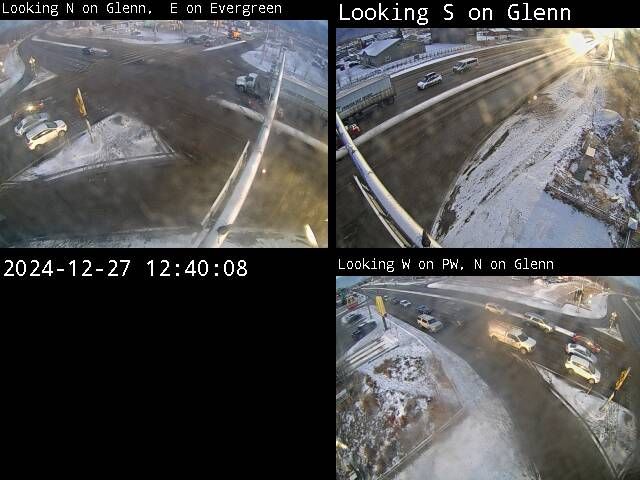 Looking N on Glenn,  E on Evergreen
Looking S on Glenn
2024-12-27 12:40:08
Looking W on PW, N on Glenn